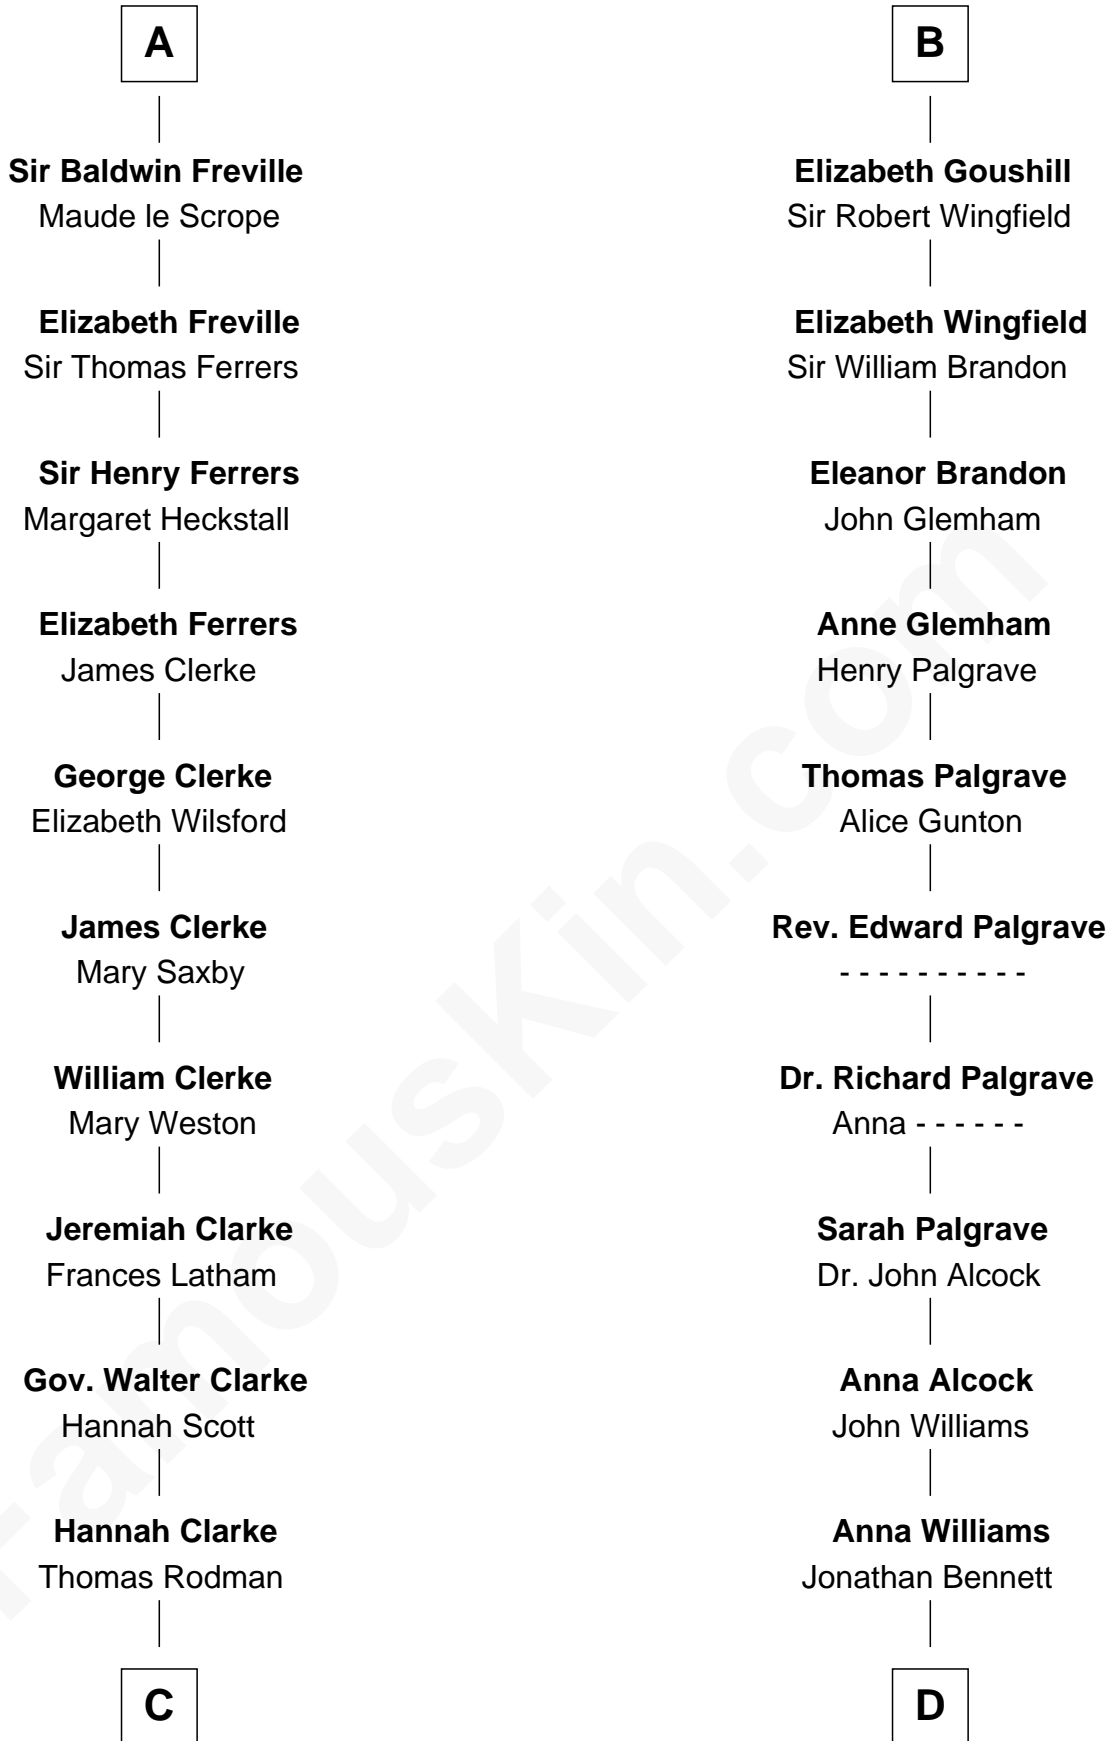 A
Sir Baldwin Freville
Maude le Scrope
Elizabeth Freville
Sir Thomas Ferrers
Sir Henry Ferrers
Margaret Heckstall
Elizabeth Ferrers
James Clerke
George Clerke
Elizabeth Wilsford
James Clerke
Mary Saxby
William Clerke
Mary Weston
Jeremiah Clarke
Frances Latham
Gov. Walter Clarke
Hannah Scott
Hannah Clarke
Thomas Rodman
C
B
Elizabeth Goushill
Sir Robert Wingfield
Elizabeth Wingfield
Sir William Brandon
Eleanor Brandon
John Glemham
Anne Glemham
Henry Palgrave
Thomas Palgrave
Alice Gunton
Rev. Edward Palgrave
- - - - - - - - - -
Dr. Richard Palgrave
Anna - - - - - -
Sarah Palgrave
Dr. John Alcock
Anna Alcock
John Williams
Anna Williams
Jonathan Bennett
D
FamousKin.com